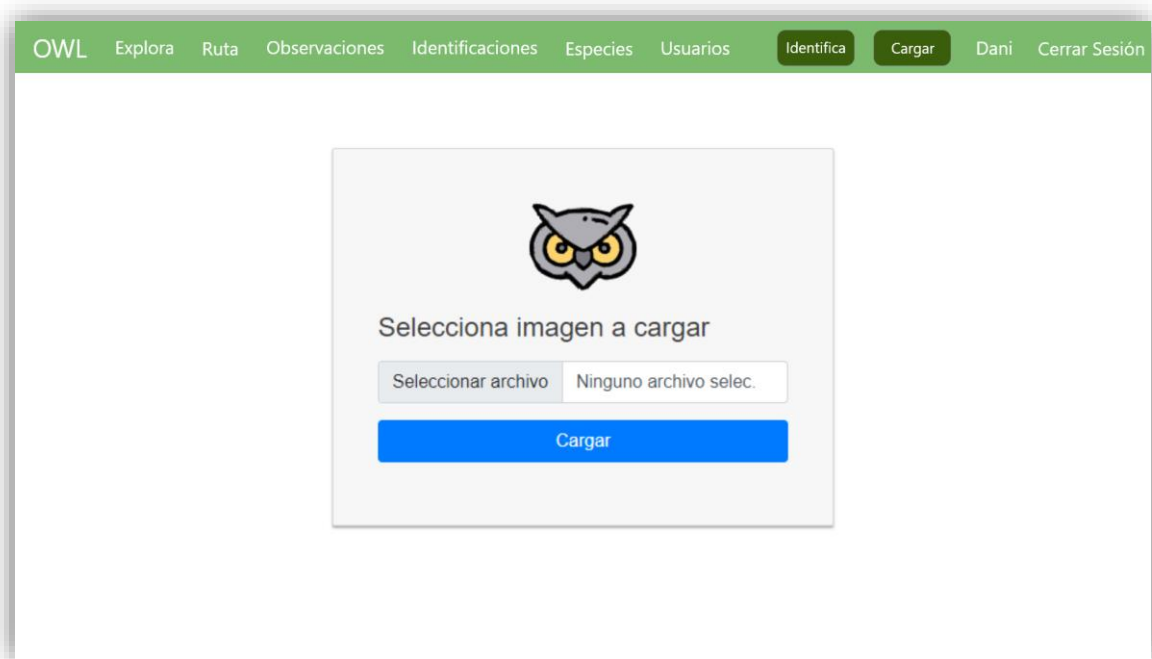 OWL Explora Ruta Observaciones Identificaciones Especies Usuarios Identifica Cargar Dani Cerrar Sesión
Selecciona imagen a cargar
Seleccionar archivo Ninguno archivo selec.
Cargar